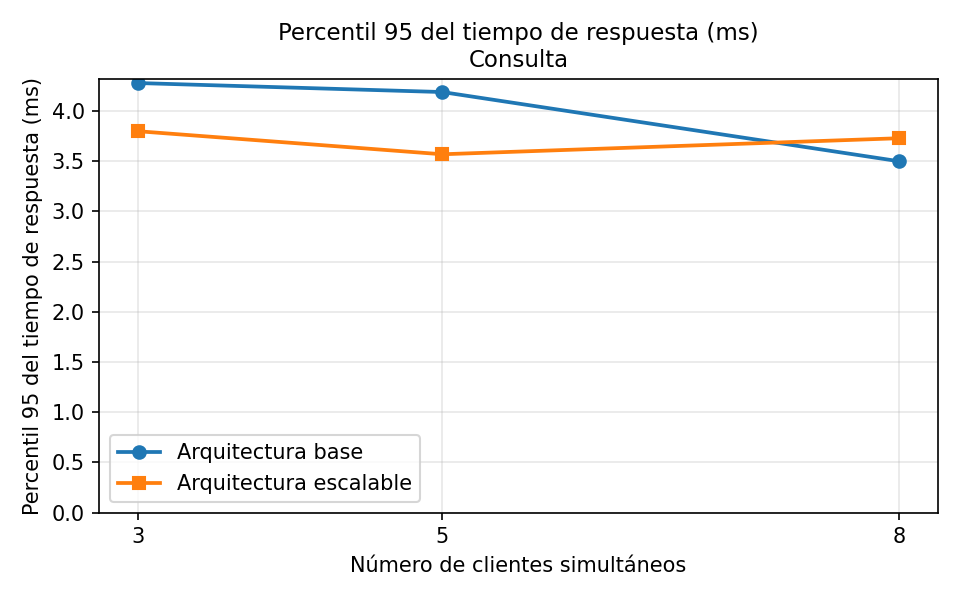 Percentil 95 del tiempo de respuesta (ms)
Consulta
Percentil 95 del tiempo de respuesta (ms)
4.0
3.5
3.0
2.5
2.0
1.5
1.0
0.5
0.0
Arquitectura base
Arquitectura escalable
3
5
8
Número de clientes simultáneos